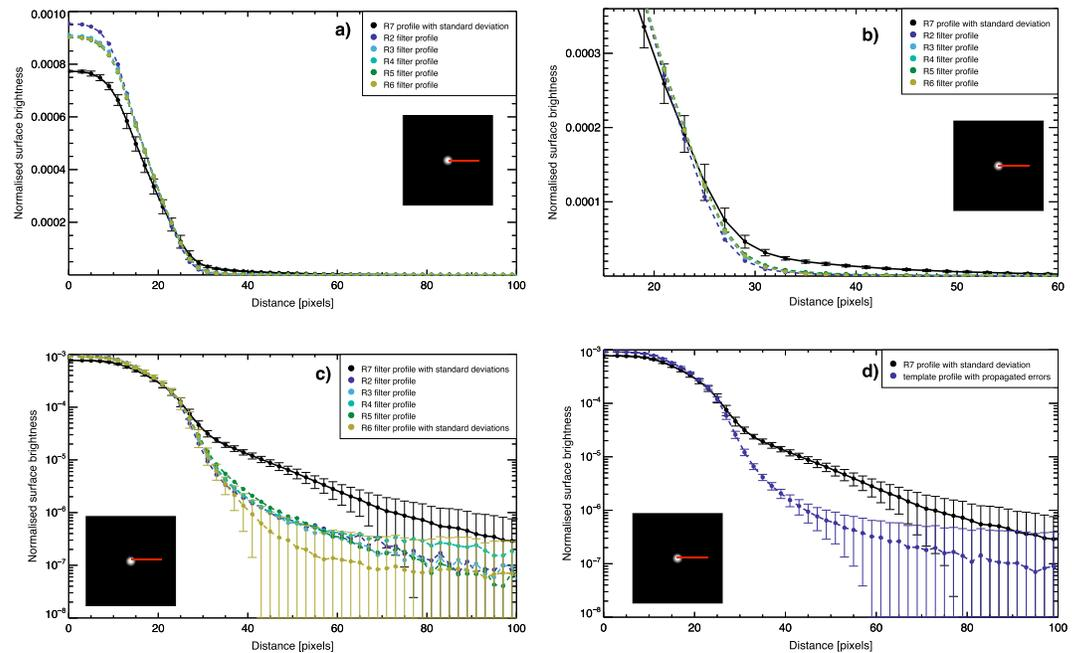 a)
R7 profile with standard deviation
R2 filter profile
R3 filter profile
R4 filter profile
R5 filter profile
R6 filter profile
Normalised surface brightness
0.0010
0.0008
0.0006
0.0004
0.0002
0 20 40 60 80 100
Distance [pixels]
b)
R7 profile with standard deviation
R2 filter profile
R3 filter profile
R4 filter profile
R5 filter profile
R6 filter profile
Normalised surface brightness
0.0003
0.0002
0.0001
20 30 40 50 60
Distance [pixels]
c)
R7 filter profile with standard deviations
R2 filter profile
R3 filter profile
R4 filter profile
R5 filter profile
R6 filter profile with standard deviations
Normalised surface brightness
10⁻³
10⁻⁴
10⁻⁵
10⁻⁶
10⁻⁷
10⁻⁸
0 20 40 60 80 100
Distance [pixels]
d)
R7 profile with standard deviation
template profile with propagated errors
Normalised surface brightness
10⁻³
10⁻⁴
10⁻⁵
10⁻⁶
10⁻⁷
10⁻⁸
0 20 40 60 80 100
Distance [pixels]